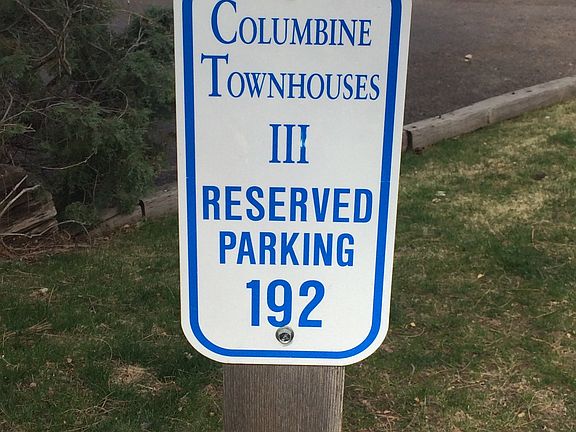 COLUMBINE
TOWNHOUSES
III
RESERVED
PARKING
192